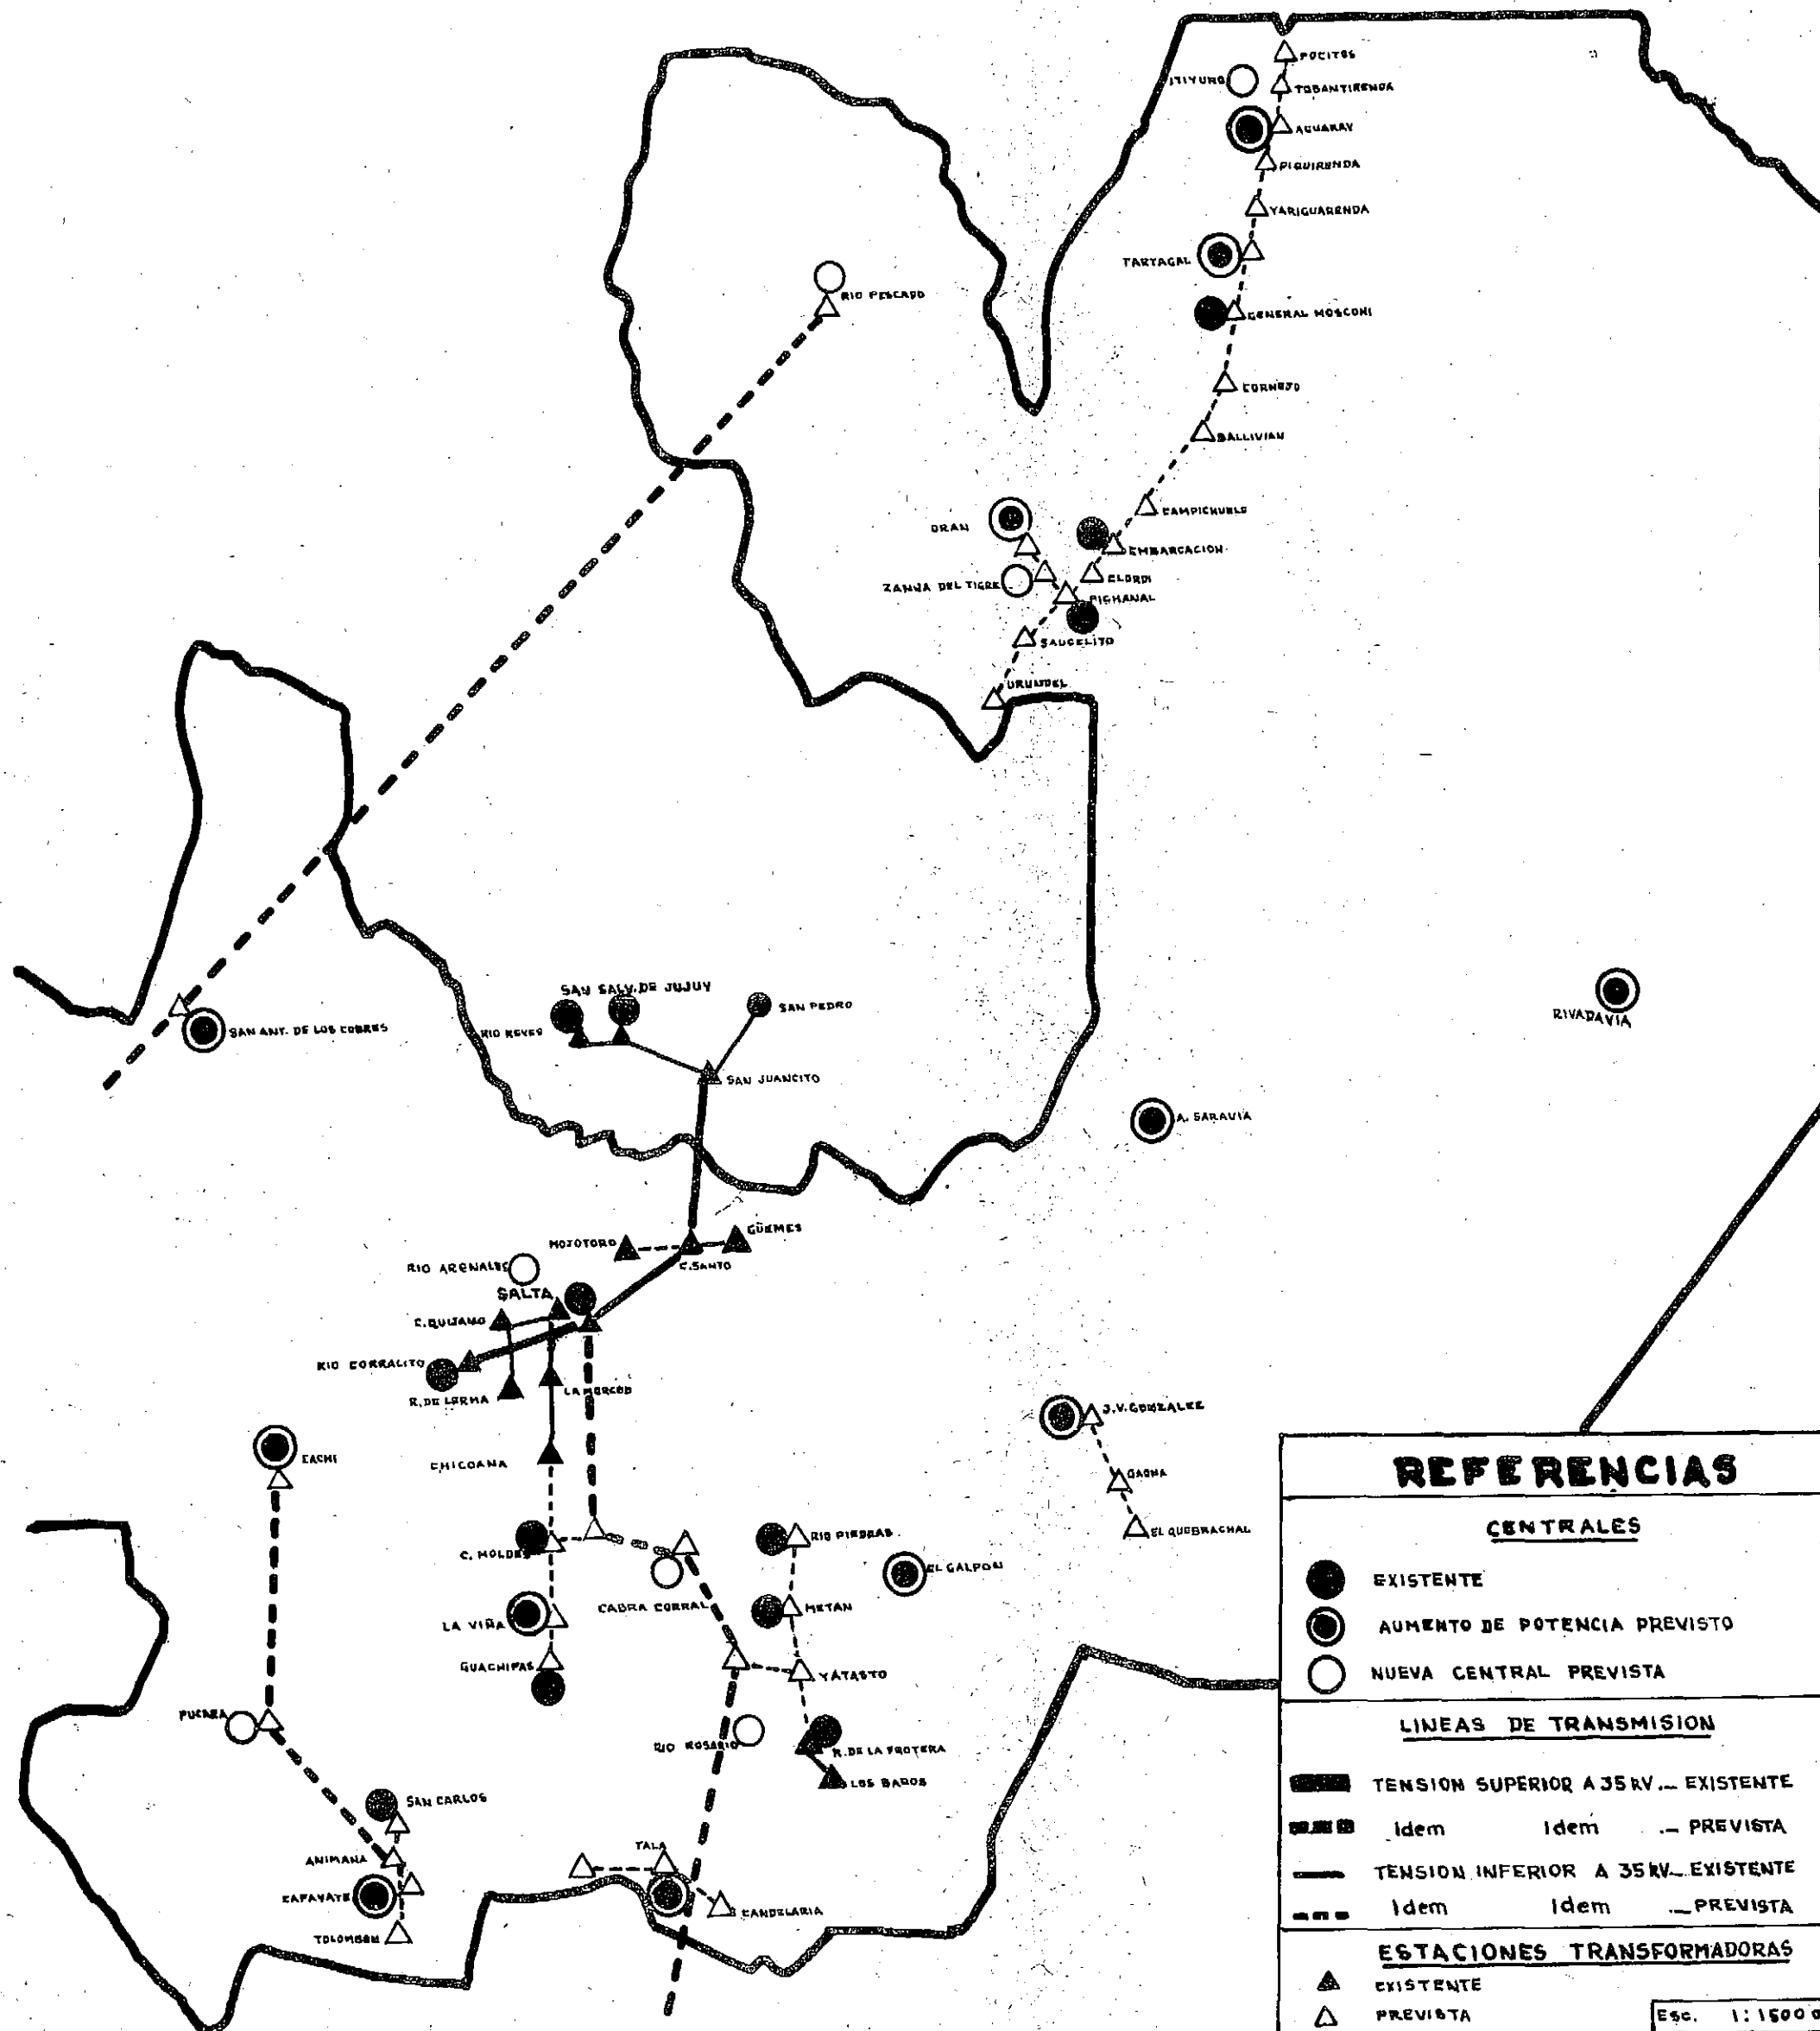 POCITOS
ITIYURO
TOBANTIRENDA
AGUARAY
PIQUIRENDA
YARIGUARENDA
TARTAGAL
RIO PESCADO
GENERAL MOSCONI
CORNEJO
BALLIVIAN
CAMPICHUELO
ORAN
EMBARCACION
ZANJA DEL TIGRE
ELORDI
PICHANAL
SAUCELITO
URUNDEL
SAN SALV. DE JUJUY
SAN PEDRO
RIVADAVIA
SAN ANT. DE LOS COBRES
RIO REYES
SAN JUANCITO
A. SARAVIA
GÜEMES
MOJOTORO
C. SANTO
RIO ARENALES
SALTA
C. QUIJANO
RIO CORRALITO
R. DE LERMA
LA MERCED
J.V. GONZALEZ
CACHI
CHICOANA
GAONA
EL QUEBRACHAL
RIO PIEDRAS
C. MOLDES
EL GALPON
CABRA CORRAL
METAN
LA VIÑA
GUACHIPAS
YATASTO
PUCARA
RIO ROSARIO
R. DE LA FROTERA
LOS BAÑOS
SAN CARLOS
ANIMANA
TALA
CAFAYATE
CANDELARIA
TOLOMBON
REFERENCIAS
CENTRALES
EXISTENTE
AUMENTO DE POTENCIA PREVISTO
NUEVA CENTRAL PREVISTA
LINEAS DE TRANSMISION
TENSION SUPERIOR A 35 KV._ EXISTENTE
Idem Idem ._ PREVISTA
TENSION INFERIOR A 35 KV._ EXISTENTE
Idem Idem ._ PREVISTA
ESTACIONES TRANSFORMADORAS
EXISTENTE
PREVISTA
Esc. 1:1500